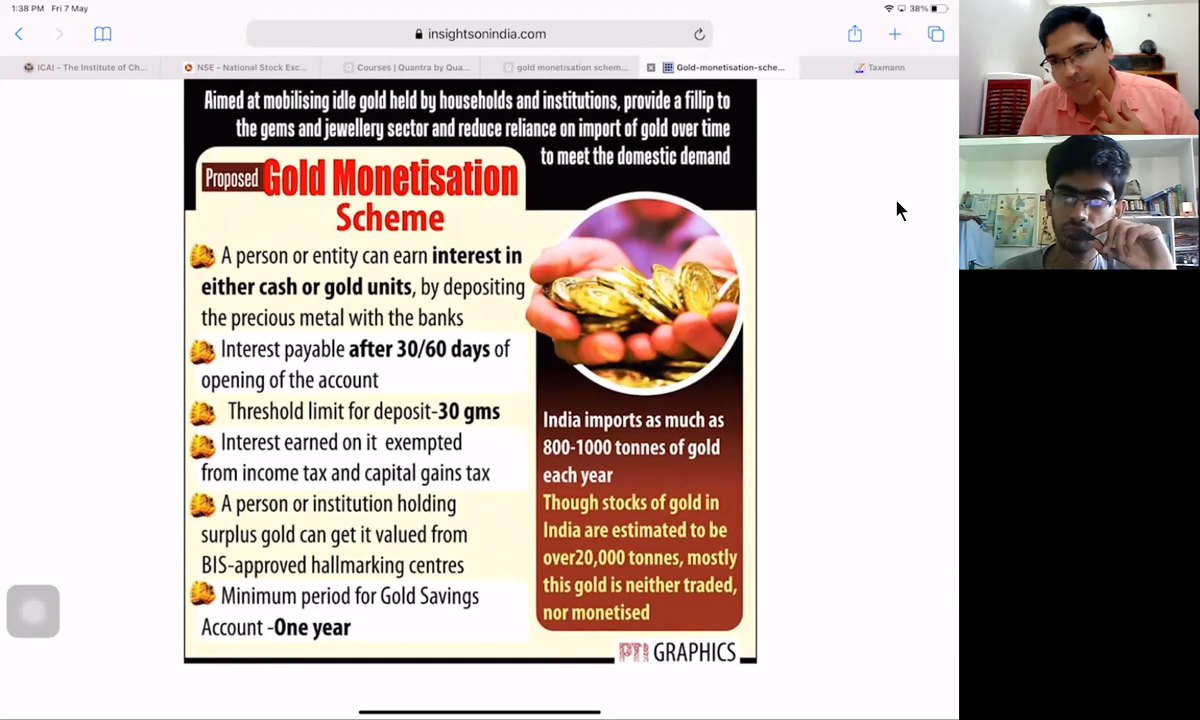 1:38 PM Fri 7 May
38%
insightsonindia.com
ICAI - The Institute of Ch...
NSE - National Stock Exc...
Courses | Quantra by Qua...
gold monetisation schem...
Gold-monetisation-sche...
Taxmann
Aimed at mobilising idle gold held by households and institutions, provide a fillip to
the gems and jewellery sector and reduce reliance on import of gold over time
to meet the domestic demand
Proposed Gold Monetisation
Scheme
A person or entity can earn interest in
either cash or gold units, by depositing
the precious metal with the banks
Interest payable after 30/60 days of
opening of the account
Threshold limit for deposit-30 gms
Interest earned on it exempted
from income tax and capital gains tax
A person or institution holding
surplus gold can get it valued from
BIS-approved hallmarking centres
Minimum period for Gold Savings
Account -One year
India imports as much as
800-1000 tonnes of gold
each year
Though stocks of gold in
India are estimated to be
over20,000 tonnes, mostly
this gold is neither traded,
nor monetised
PTI GRAPHICS